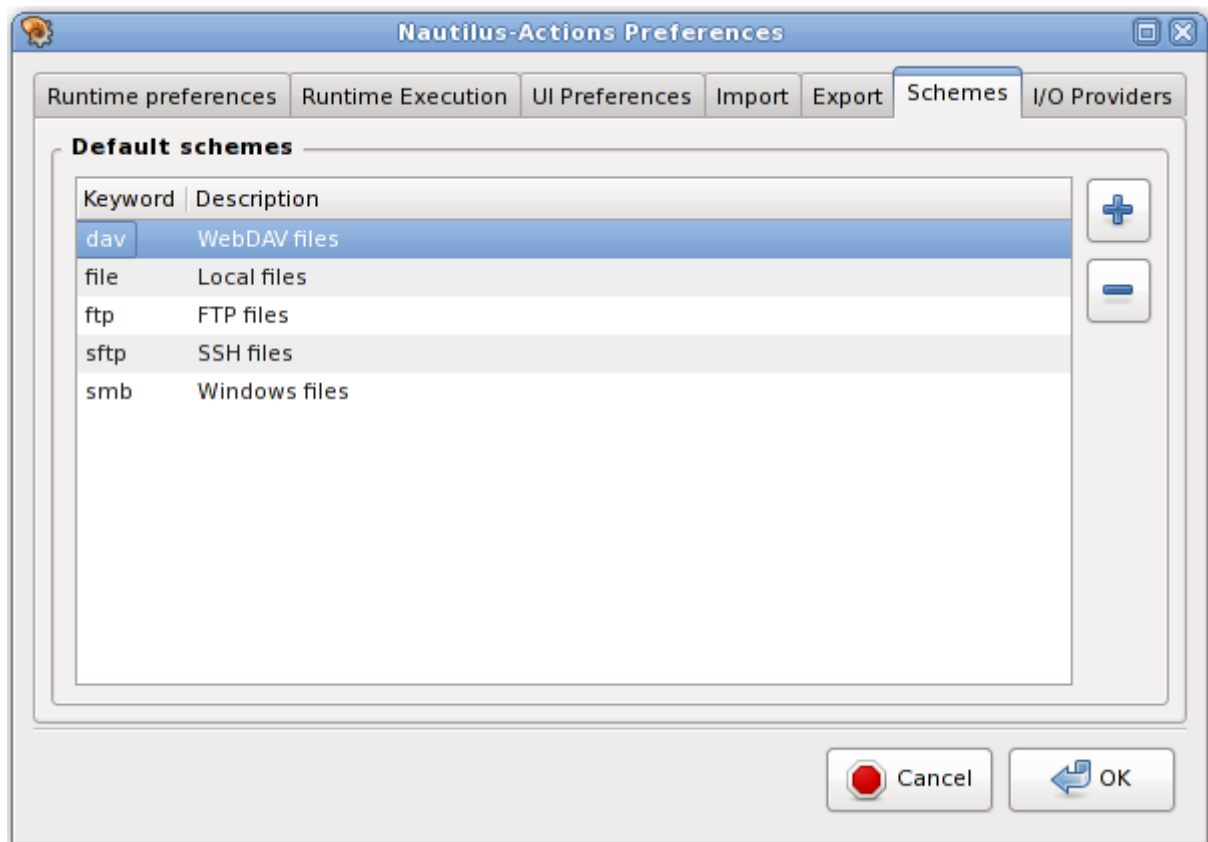 Nautilus-Actions Preferences
Runtime preferences Runtime Execution UI Preferences Import Export Schemes I/O Providers
Default schemes
Keyword Description
dav WebDAV files
file Local files
ftp FTP files
sftp SSH files
smb Windows files
Cancel OK